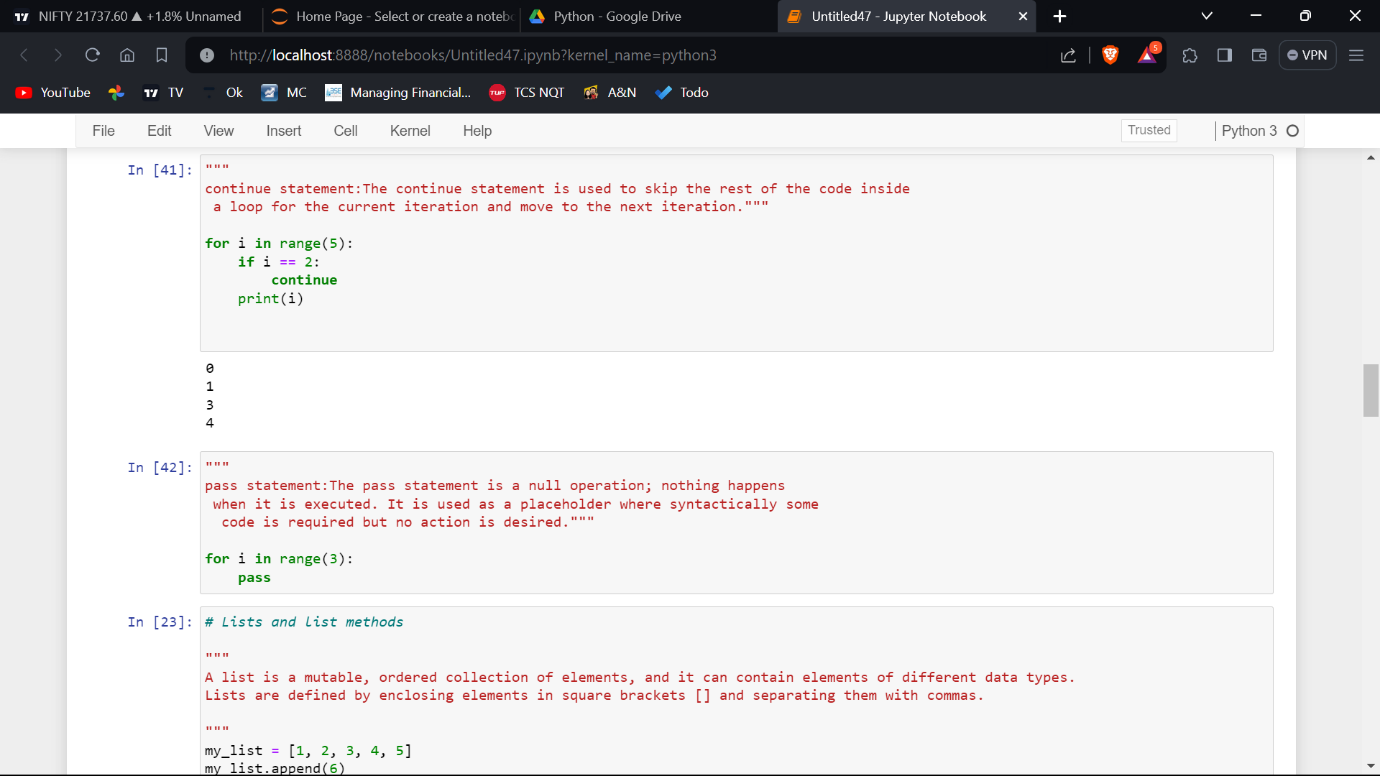 NIFTY 21737.60 ▲ +1.8% Unnamed
Home Page - Select or create a noteb
Python - Google Drive
Untitled47 - Jupyter Notebook
http://localhost:8888/notebooks/Untitled47.ipynb?kernel_name=python3
5
VPN
YouTube
TV
Ok
MC
Managing Financial...
TCS NQT
A&N
Todo
File Edit View Insert Cell Kernel Help
Trusted
Python 3
In [41]: """
continue statement:The continue statement is used to skip the rest of the code inside
a loop for the current iteration and move to the next iteration."""
for i in range(5):
if i == 2:
continue
print(i)
0
1
3
4
In [42]: """
pass statement:The pass statement is a null operation; nothing happens
when it is executed. It is used as a placeholder where syntactically some
code is required but no action is desired."""
for i in range(3):
pass
In [23]: # Lists and list methods
"""
A list is a mutable, ordered collection of elements, and it can contain elements of different data types.
Lists are defined by enclosing elements in square brackets [] and separating them with commas.
"""
my_list = [1, 2, 3, 4, 5]
my_list.append(6)